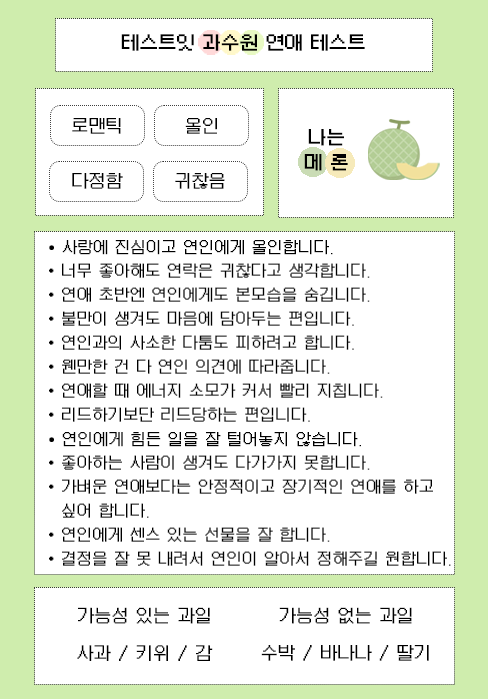 테스트잇 과수원 연애 테스트
로맨틱
올인
다정함
귀찮음
나는
메론
• 사랑에 진심이고 연인에게 올인합니다.
• 너무 좋아해도 연락은 귀찮다고 생각합니다.
• 연애 초반엔 연인에게도 본모습을 숨깁니다.
• 불만이 생겨도 마음에 담아두는 편입니다.
• 연인과의 사소한 다툼도 피하려고 합니다.
• 웬만한 건 다 연인 의견에 따라줍니다.
• 연애할 때 에너지 소모가 커서 빨리 지칩니다.
• 리드하기보단 리드당하는 편입니다.
• 연인에게 힘든 일을 잘 털어놓지 않습니다.
• 좋아하는 사람이 생겨도 다가가지 못합니다.
• 가벼운 연애보다는 안정적이고 장기적인 연애를 하고
싶어 합니다.
• 연인에게 센스 있는 선물을 잘 합니다.
• 결정을 잘 못 내려서 연인이 알아서 정해주길 원합니다.
가능성 있는 과일
사과 / 키위 / 감
가능성 없는 과일
수박 / 바나나 / 딸기